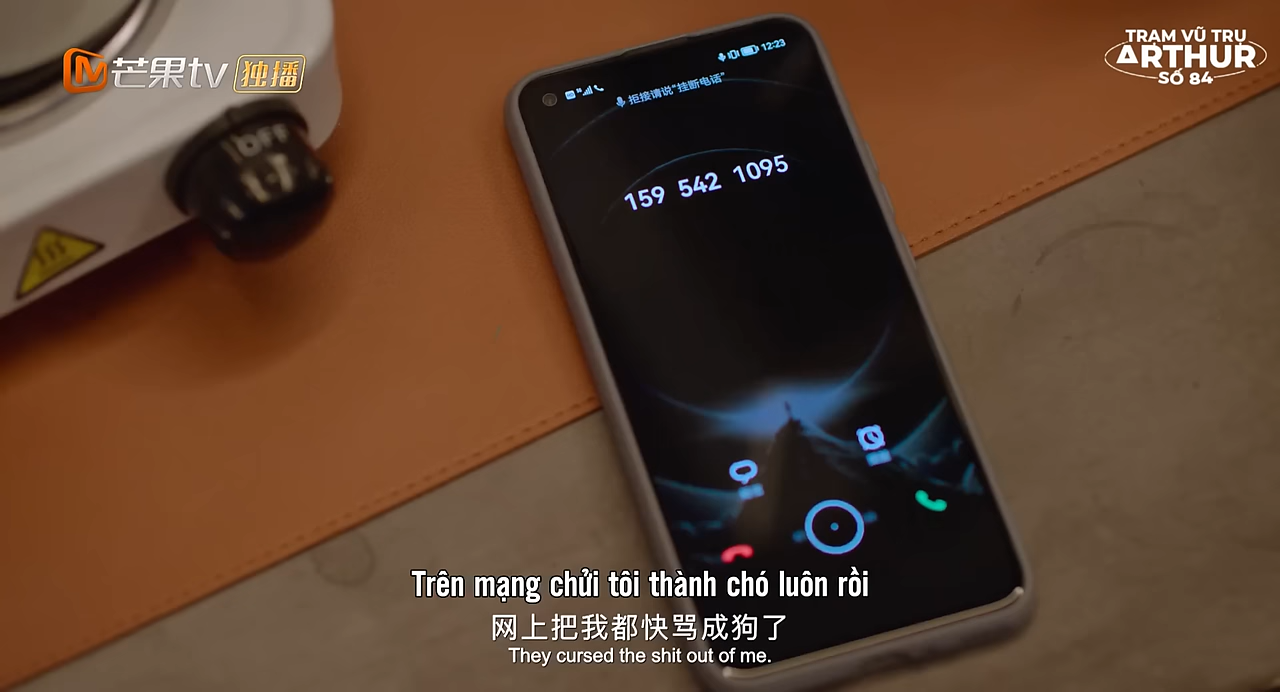 芒果tv 独播
TRẠM VŨ TRỤ
ARTHUR
SỐ 84
12:23
拒接请说“挂断电话”
159 542 1095
OFF
Trên mạng chửi tôi thành chó luôn rồi
网上把我都快骂成狗了
They cursed the shit out of me.